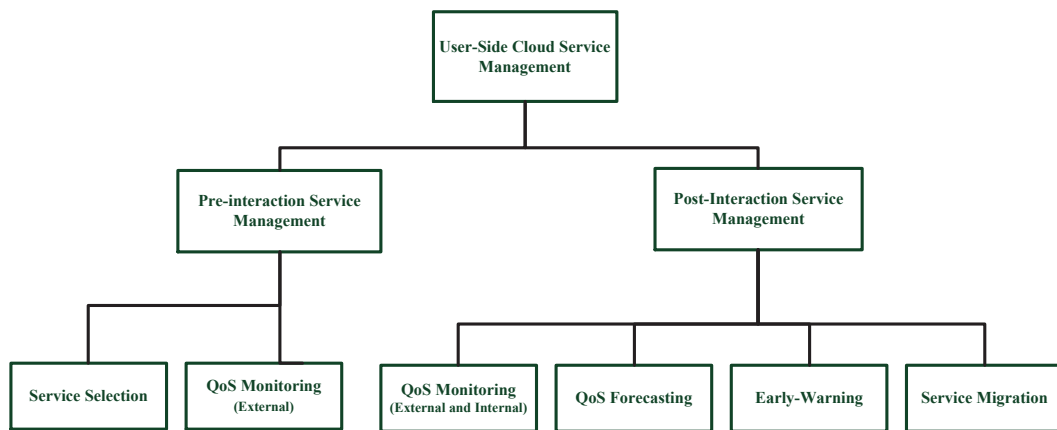 User-Side Cloud Service
Management
Pre-interaction Service
Management
Post-Interaction Service
Management
Service Selection
QoS Monitoring
(External)
QoS Monitoring
(External and Internal)
QoS Forecasting
Early-Warning
Service Migration